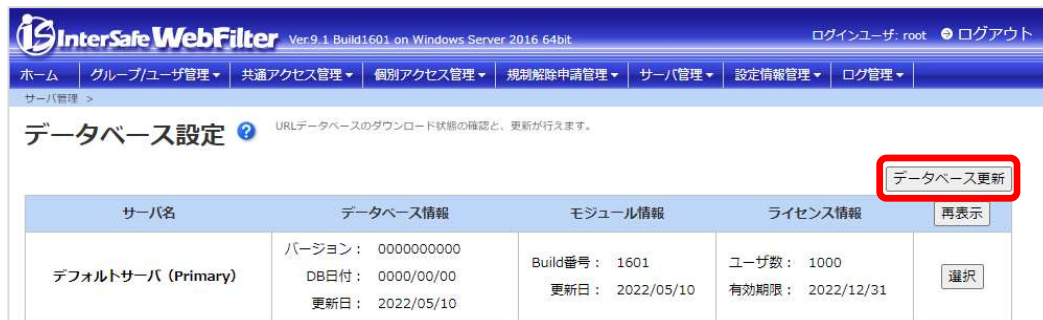 InterSafe WebFilter Ver.9.1 Build1601 on Windows Server 2016 64bit ログインユーザ: root ログアウト
ホーム グループ/ユーザ管理▼ 共通アクセス管理▼ 個別アクセス管理▼ 規制解除申請管理▼ サーバ管理▼ 設定情報管理▼ ログ管理▼
サーバ管理 >
データベース設定 ? URLデータベースのダウンロード状態の確認と、更新が行えます。
データベース更新
サーバ名 データベース情報 モジュール情報 ライセンス情報 再表示
デフォルトサーバ（Primary）
バージョン： 0000000000
DB日付： 0000/00/00
更新日： 2022/05/10
Build番号： 1601
更新日： 2022/05/10
ユーザ数： 1000
有効期限： 2022/12/31
選択